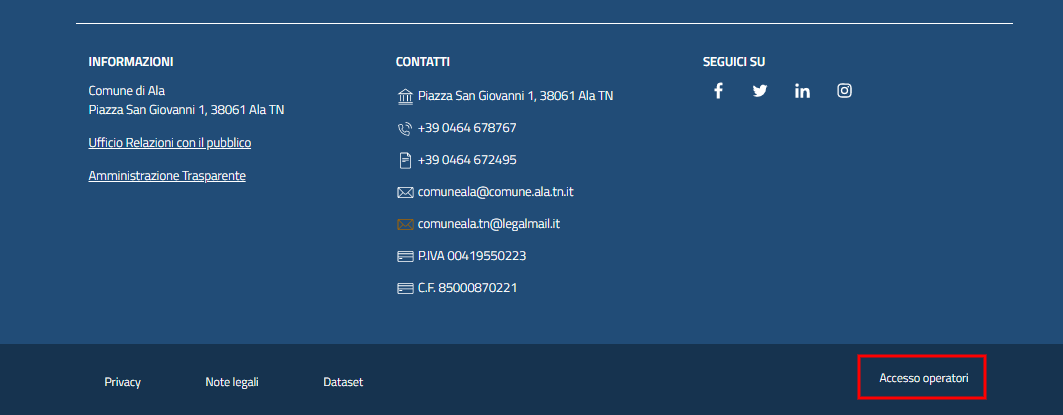 INFORMAZIONI
Comune di Ala
Piazza San Giovanni 1, 38061 Ala TN
Ufficio Relazioni con il pubblico
Amministrazione Trasparente
CONTATTI
Piazza San Giovanni 1, 38061 Ala TN
+39 0464 678767
+39 0464 672495
comuneala@comune.ala.tn.it
comuneala.tn@legalmail.it
P.IVA 00419550223
C.F. 85000870221
SEGUICI SU
Privacy
Note legali
Dataset
Accesso operatori